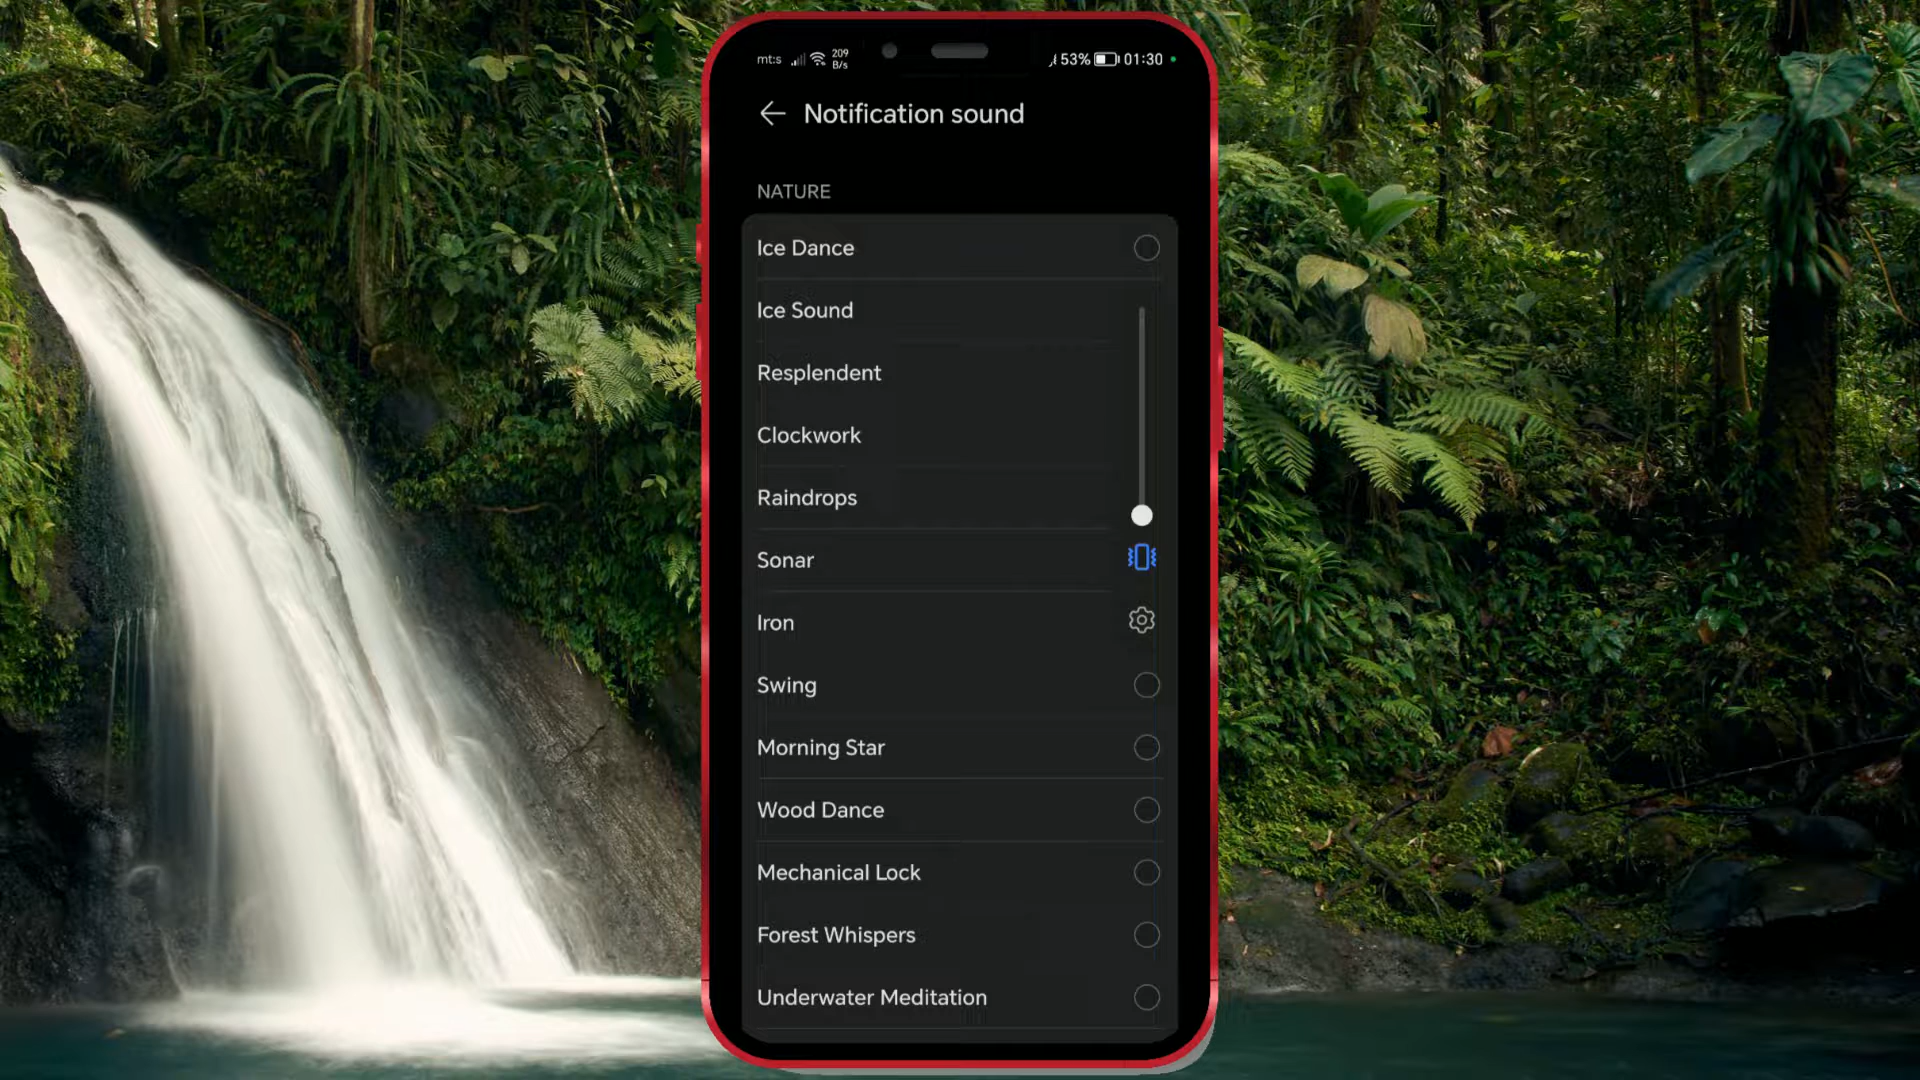 mt:s 209 B/s 53% 01:30
Notification sound
NATURE
Ice Dance
Ice Sound
Resplendent
Clockwork
Raindrops
Sonar
Iron
Swing
Morning Star
Wood Dance
Mechanical Lock
Forest Whispers
Underwater Meditation